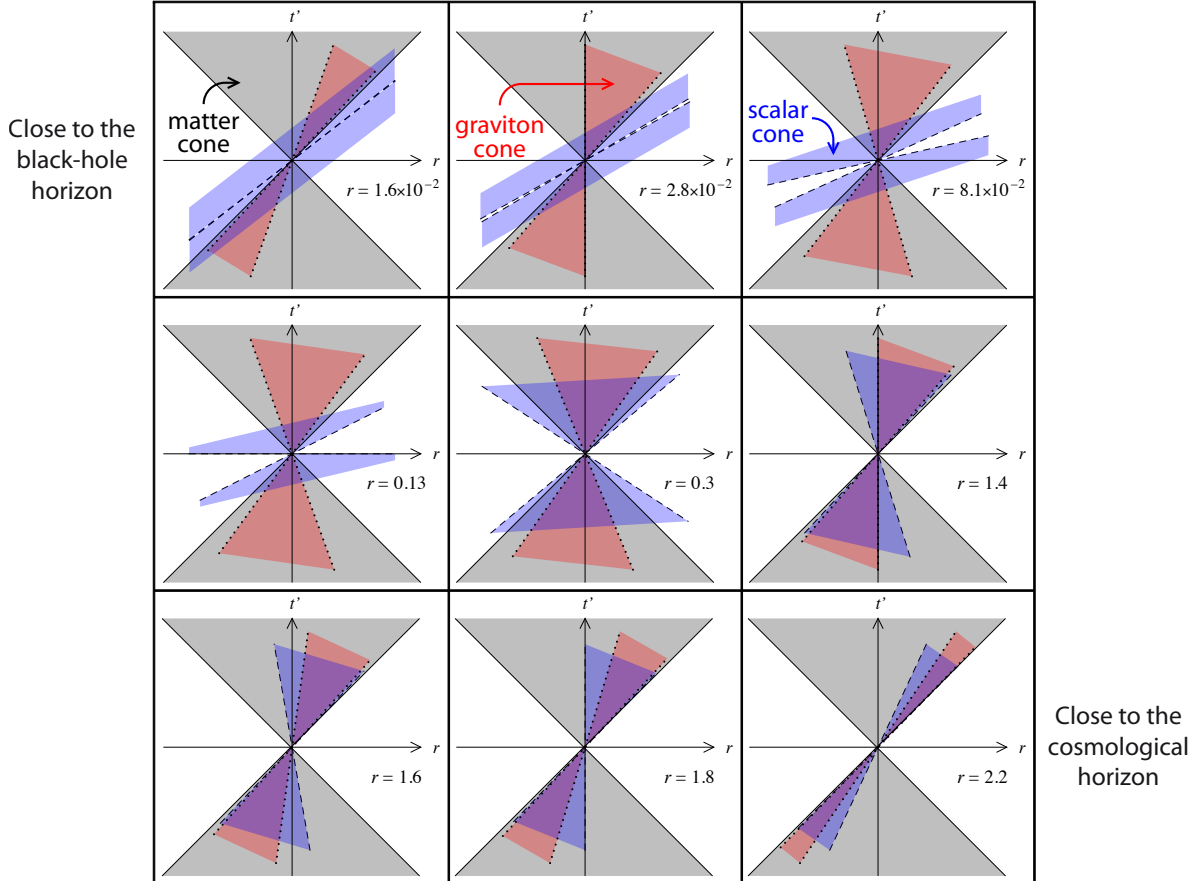 t’
t’
t’
Close to the
black-hole
horizon
matter
cone
r
r = 1.6×10⁻²
graviton
cone
r
r = 2.8×10⁻²
scalar
cone
r
r = 8.1×10⁻²
t’
t’
t’
r
r = 0.13
r
r = 0.3
r
r = 1.4
t’
t’
t’
r
r = 1.6
r
r = 1.8
r
r = 2.2
Close to the
cosmological
horizon